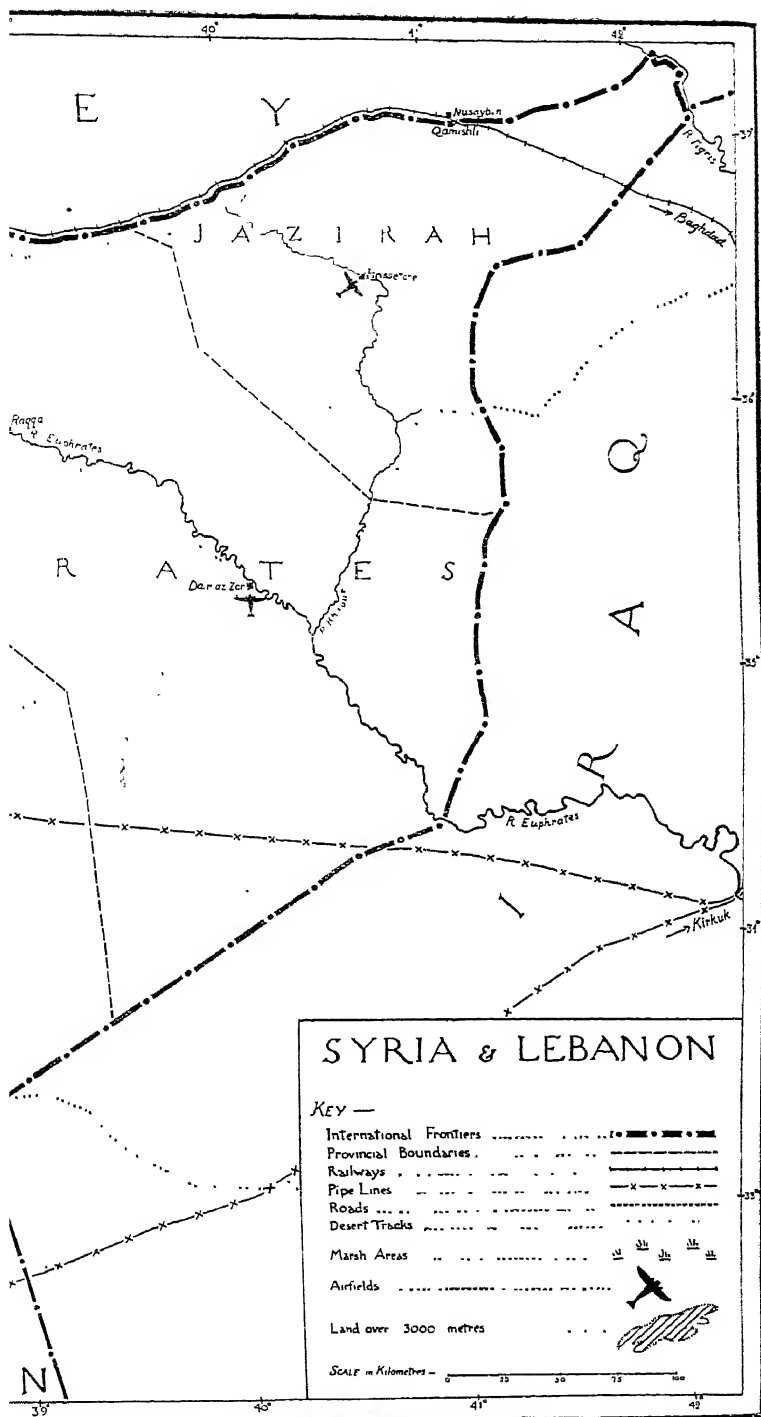 40° 41° 42°
E Y
Nusaybin
Qamishli
37°
R Tigris
Baghdad
J A Z I R A H
36°
Raqqa
R Euphrates
R A T E S
Dar az Zor
I R A Q
35°
R Euphrates
Kirkuk
SYRIA & LEBANON
KEY —
International Frontiers
Provincial Boundaries.
Railways
Pipe Lines
Roads
Desert Tracks
33°
Marsh Areas
Airfields
Land over 3000 metres
SCALE in Kilometres — 0 25 50 75 100
N
39° 40° 41° 42°